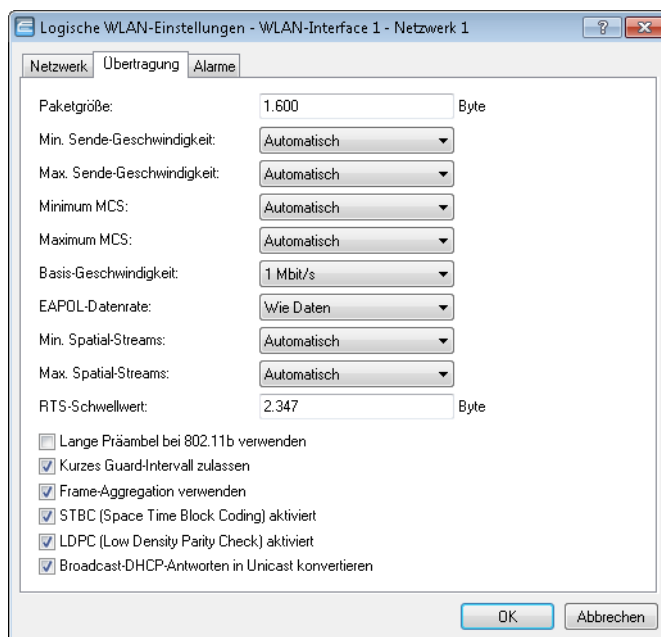 Logische WLAN-Einstellungen - WLAN-Interface 1 - Netzwerk 1
Netzwerk Übertragung Alarme
Paketgröße: 1.600 Byte
Min. Sende-Geschwindigkeit: Automatisch
Max. Sende-Geschwindigkeit: Automatisch
Minimum MCS: Automatisch
Maximum MCS: Automatisch
Basis-Geschwindigkeit: 1 Mbit/s
EAPOL-Datenrate: Wie Daten
Min. Spatial-Streams: Automatisch
Max. Spatial-Streams: Automatisch
RTS-Schwellwert: 2.347 Byte
Lange Präambel bei 802.11b verwenden
Kurzes Guard-Intervall zulassen
Frame-Aggregation verwenden
STBC (Space Time Block Coding) aktiviert
LDPC (Low Density Parity Check) aktiviert
Broadcast-DHCP-Antworten in Unicast konvertieren
OK Abbrechen